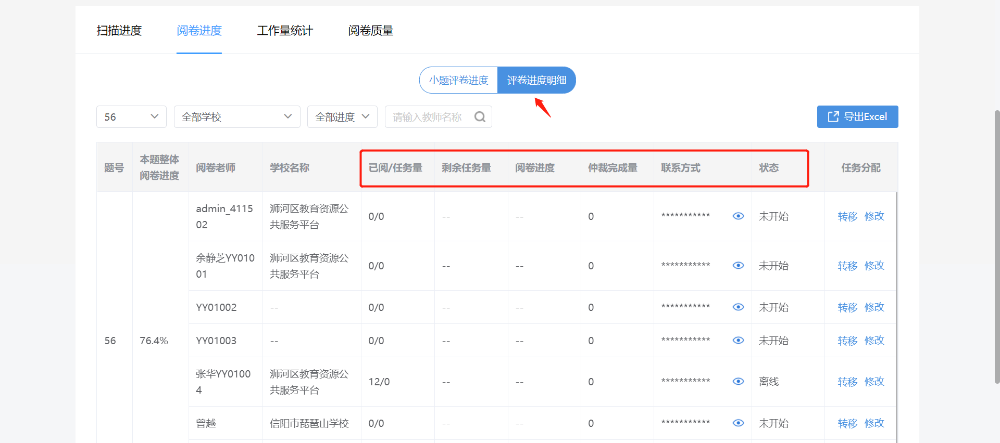 扫描进度 阅卷进度 工作量统计 阅卷质量
小题评卷进度 评卷进度明细
56 全部学校 全部进度 请输入教师名称 导出Excel
题号 本题整体 阅卷老师 学校名称 已阅/任务量 剩余任务量 阅卷进度 仲裁完成量 联系方式 状态 任务分配
阅卷进度
admin_4115 浉河区教育资源公
02 共服务平台 0/0 -- -- 0 *********** 未开始 转移 修改
余静芝YY010 浉河区教育资源公
01 共服务平台 0/0 -- -- 0 *********** 未开始 转移 修改
YY01002 -- 0/0 -- -- 0 *********** 未开始 转移 修改
56 76.4% YY01003 -- 0/0 -- -- 0 *********** 未开始 转移 修改
张华YY0100 浉河区教育资源公
4 共服务平台 12/0 -- -- 0 *********** 离线 转移 修改
曾越 信阳市琵琶山学校 0/0 -- -- 0 *********** 未开始 转移 修改